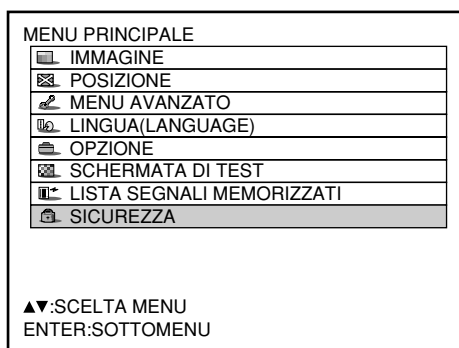 MENU PRINCIPALE
IMMAGINE
POSIZIONE
MENU AVANZATO
LINGUA(LANGUAGE)
OPZIONE
SCHERMATA DI TEST
LISTA SEGNALI MEMORIZZATI
SICUREZZA
▲▼:SCELTA MENU
ENTER:SOTTOMENU